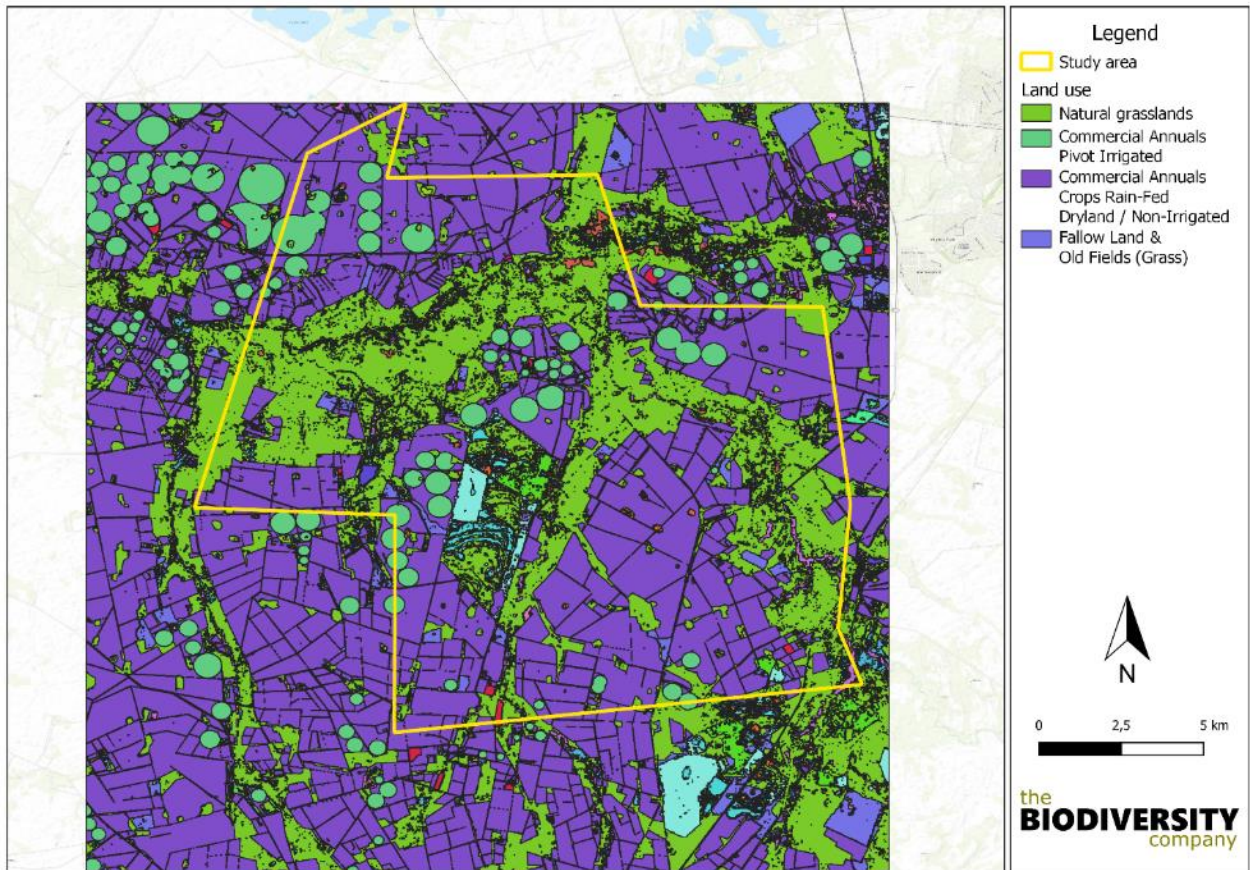 Legend
Study area
Land use
Natural grasslands
Commercial Annuals
Pivot Irrigated
Commercial Annuals
Crops Rain-Fed
Dryland / Non-Irrigated
Fallow Land &
Old Fields (Grass)
N
0 2,5 5 km
the
BIODIVERSITY
company